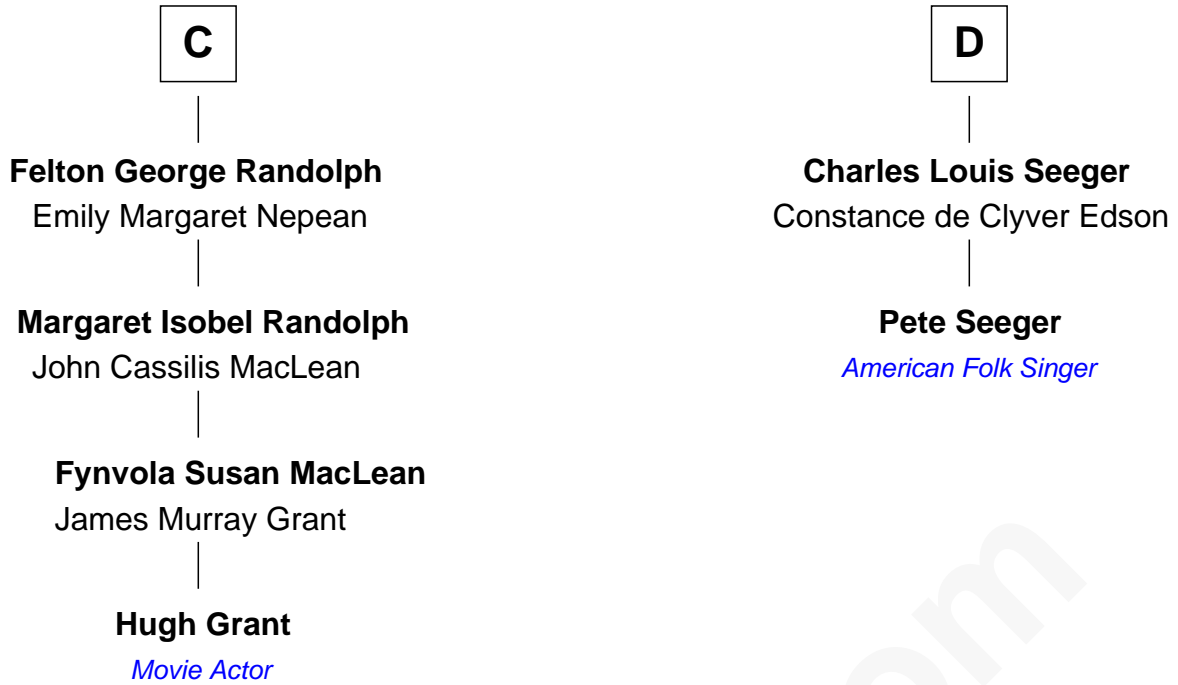 C
Felton George Randolph
Emily Margaret Nepean
Margaret Isobel Randolph
John Cassilis MacLean
Fynvola Susan MacLean
James Murray Grant
Hugh Grant
Movie Actor
D
Charles Louis Seeger
Constance de Clyver Edson
Pete Seeger
American Folk Singer
om